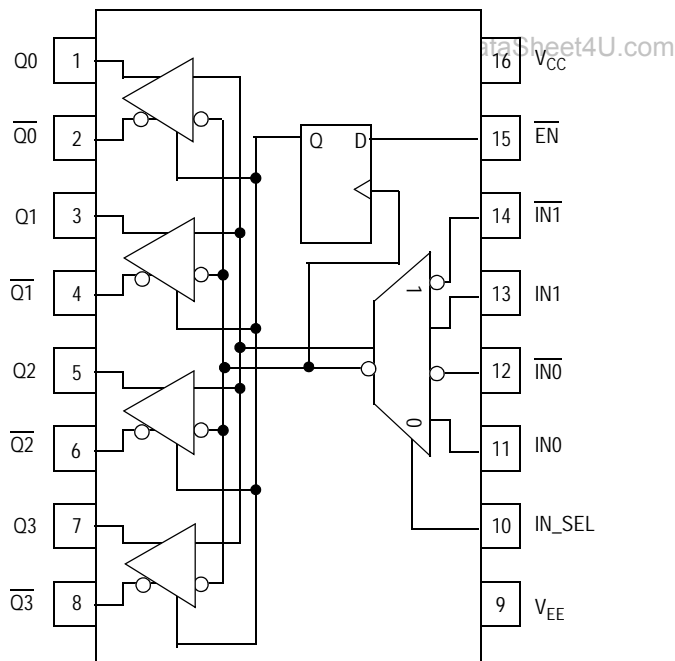 ataSheet4U.com
Q0 1
16 VCC
Q0 2
Q D
15 EN
Q1 3
14 IN1
Q1 4
1
13 IN1
Q2 5
12 IN0
Q2 6
0
11 IN0
Q3 7
10 IN_SEL
Q3 8
9 VEE